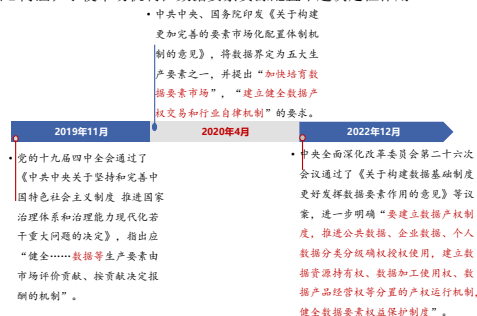 • 中共中央、国务院印发《关于构建
更加完善的要素市场化配置体制机
制的意见》，将数据界定为五大生
产要素之一，并提出“加快培育数
据要素市场”，“建立健全数据产
权交易和行业自律机制”的要求。
2019年11月
2020年4月
2022年12月
• 党的十九届四中全会通过了
《中共中央关于坚持和完善中
国特色社会主义制度 推进国家
治理体系和治理能力现代化若
干重大问题的决定》，指出应
“健全……数据等生产要素由
市场评价贡献、按贡献决定报
酬的机制”。
• 中央全面深化改革委员会第二十六次
会议通过了《关于构建数据基础制度
更好发挥数据要素作用的意见》等议
案，进一步明确“要建立数据产权制
度，推进公共数据、企业数据、个人
数据分类分级确权授权使用，建立数
据资源持有权、数据加工使用权、数
据产品经营权等分置的产权运行机制，
健全数据要素权益保护制度”。